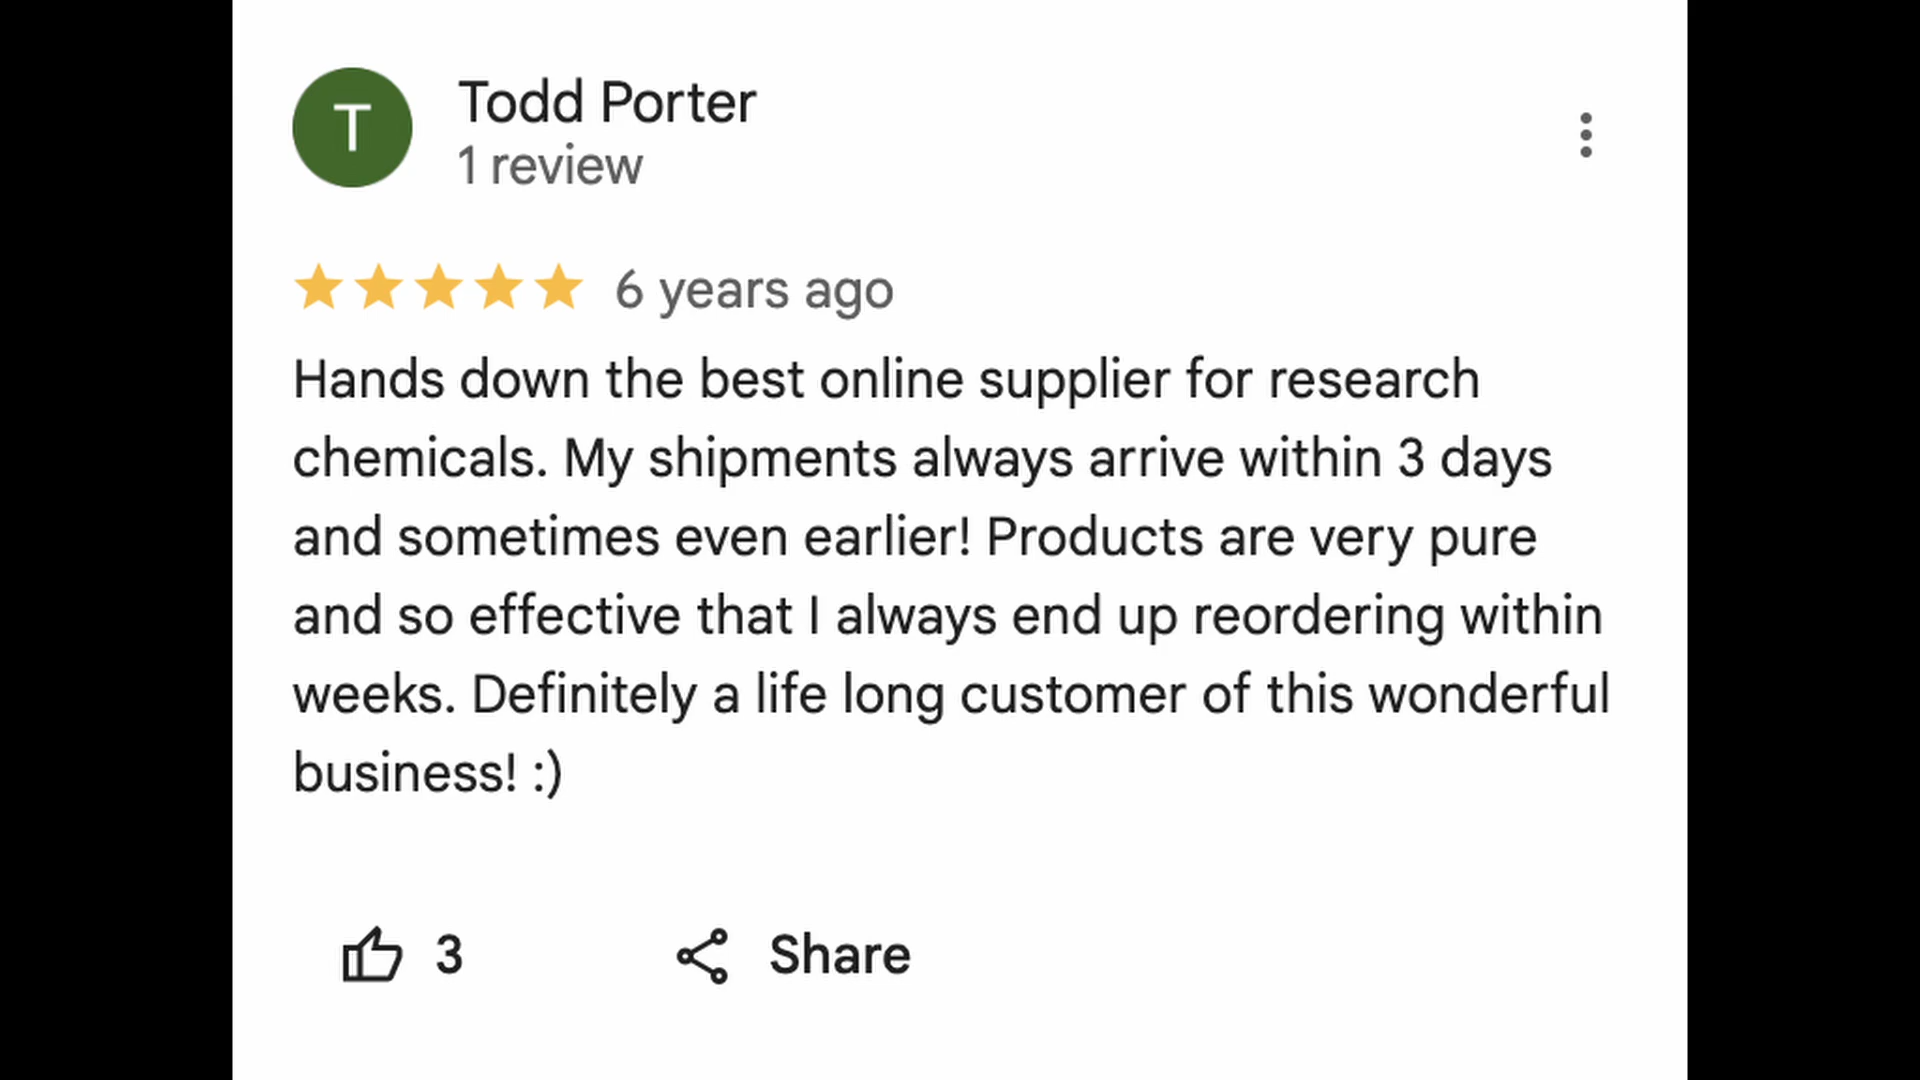 T
Todd Porter
1 review
6 years ago
Hands down the best online supplier for research
chemicals. My shipments always arrive within 3 days
and sometimes even earlier! Products are very pure
and so effective that I always end up reordering within
weeks. Definitely a life long customer of this wonderful
business! :)
3
Share